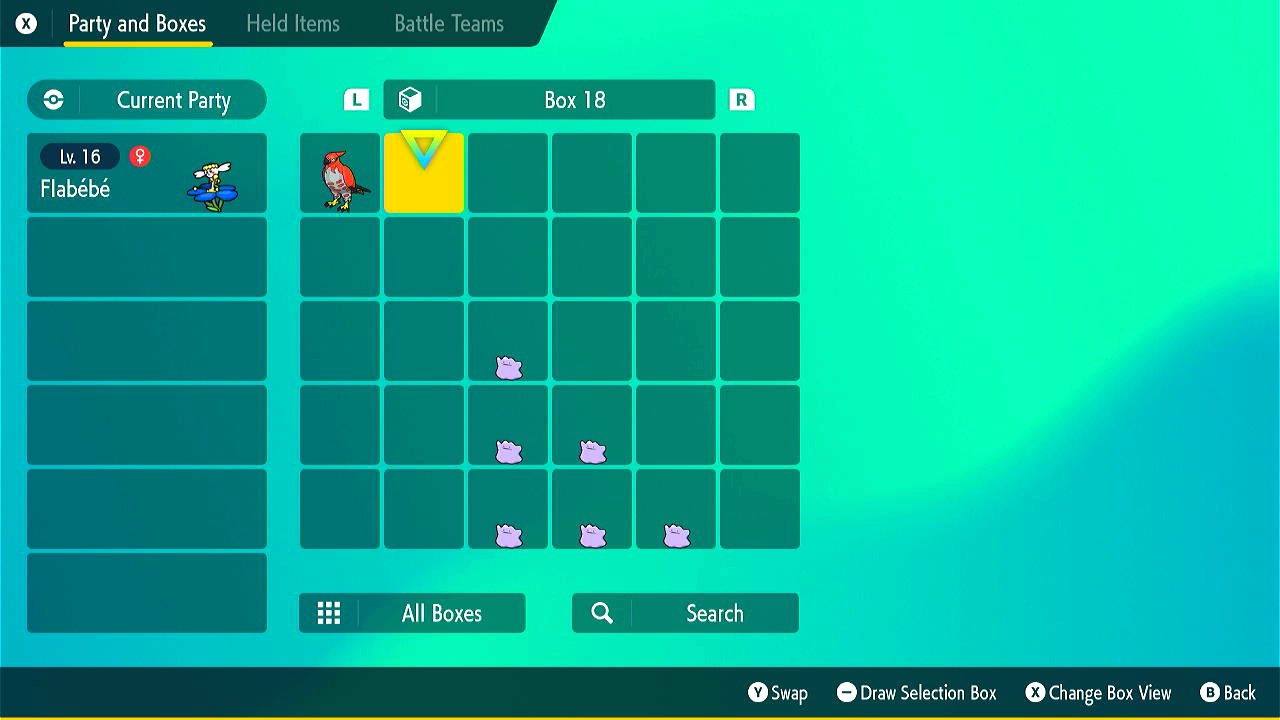 X Party and Boxes Held Items Battle Teams
Current Party L Box 18 R
Lv. 16 ♀
Flabébé
All Boxes Search
Y Swap − Draw Selection Box X Change Box View B Back